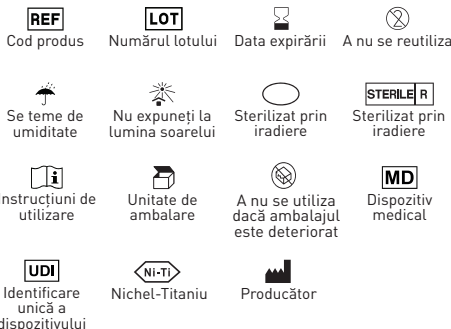 REF
LOT
Cod produs
Numărul lotului
Data expirării
A nu se reutiliza
STERILE R
Se teme de
umiditate
Nu expuneți la
lumina soarelui
Sterilizat prin
iradiere
Sterilizat prin
iradiere
i
MD
Instrucțiuni de
utilizare
Unitate de
ambalare
A nu se utiliza
dacă ambalajul
este deteriorat
Dispozitiv
medical
UDI
Ni-Ti
Identificare
unică a
dispozitivului
Nichel-Titaniu
Producător